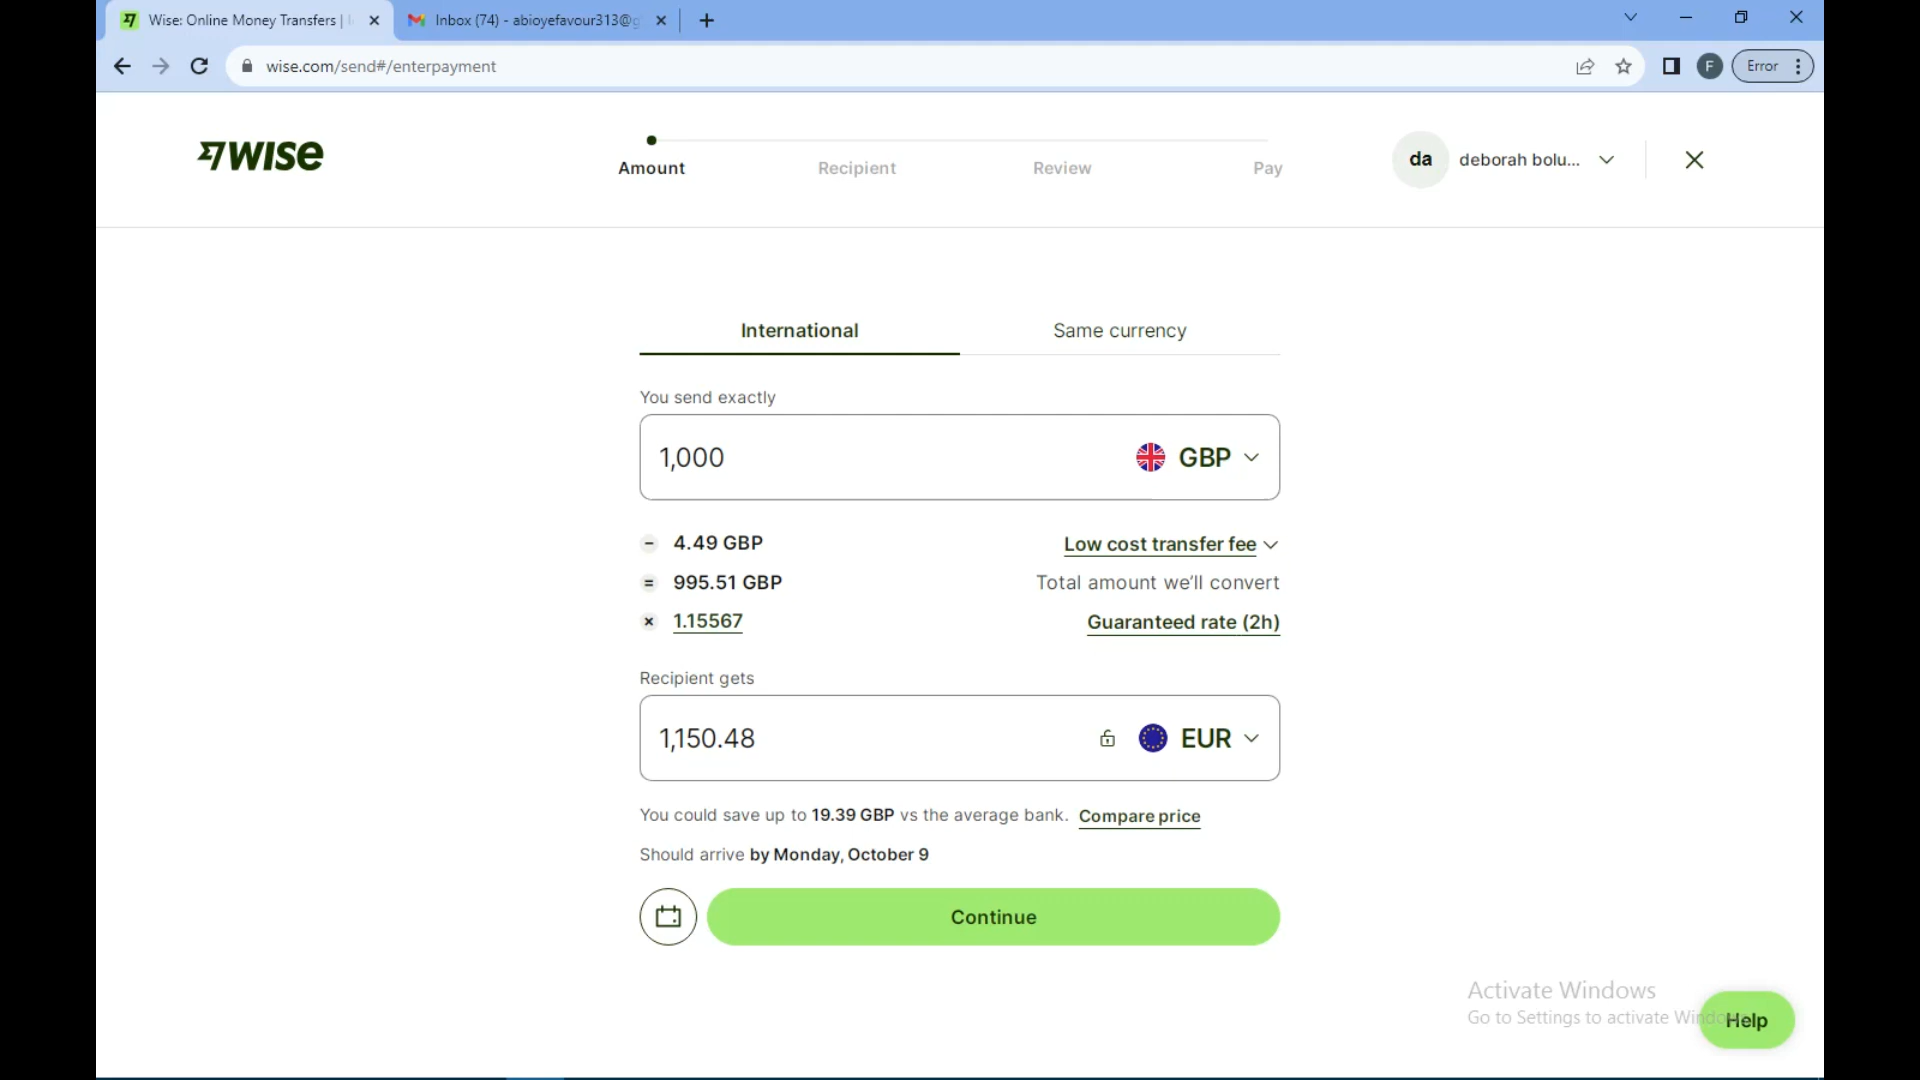 Wise: Online Money Transfers |
Inbox (74) - abioyefavour313@g
wise.com/send#/enterpayment
F
Error
WISE
Amount
Recipient
Review
Pay
da
deborah bolu...
International
Same currency
You send exactly
1,000
GBP
− 4.49 GBP
Low cost transfer fee
= 995.51 GBP
Total amount we'll convert
× 1.15567
Guaranteed rate (2h)
Recipient gets
1,150.48
EUR
You could save up to 19.39 GBP vs the average bank. Compare price
Should arrive by Monday, October 9
Continue
Activate Windows
Go to Settings to activate Windows.
Help